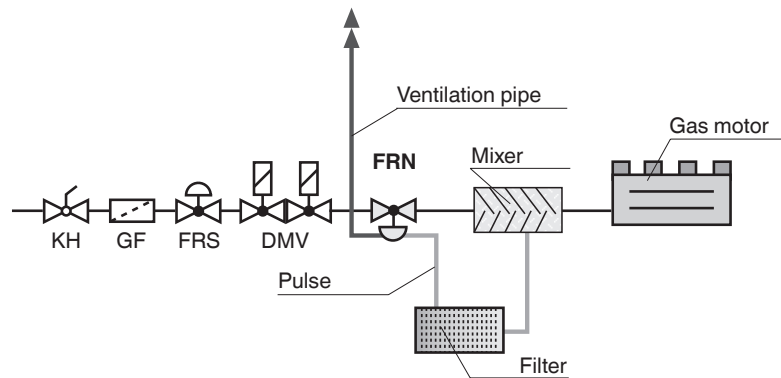 Ventilation pipe
Gas motor
FRN
Mixer
KH
GF
FRS
DMV
Pulse
Filter